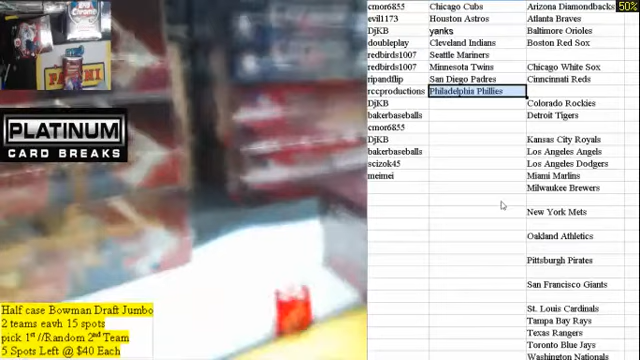 cmor6855 Chicago Cubs Arizona Diamondbacks 50%
evil1173 Houston Astros Atlanta Braves
DjKB yanks Baltimore Orioles
doubleplay Cleveland Indians Boston Red Sox
redbirds1007 Seattle Mariners
redbirds1007 Minnesota Twins Chicago White Sox
ripandflip San Diego Padres Cinncinnati Reds
rccproductions Philadelphia Phillies
DjKB Colorado Rockies
bakerbaseballs Detroit Tigers
cmor6855
DjKB Kansas City Royals
bakerbaseballs Los Angeles Angels
scizok45 Los Angeles Dodgers
meimei Miami Marlins
Milwaukee Brewers
New York Mets
Oakland Athletics
Pittsburgh Pirates
San Francisco Giants
St. Louis Cardinals
Tampa Bay Rays
Texas Rangers
Toronto Blue Jays
Washington Nationals
PANINI
PLATINUM
CARD BREAKS
Half case Bowman Draft Jumbo
2 teams eavh 15 spots
pick 1st //Random 2nd Team
5 Spots Left @ $40 Each